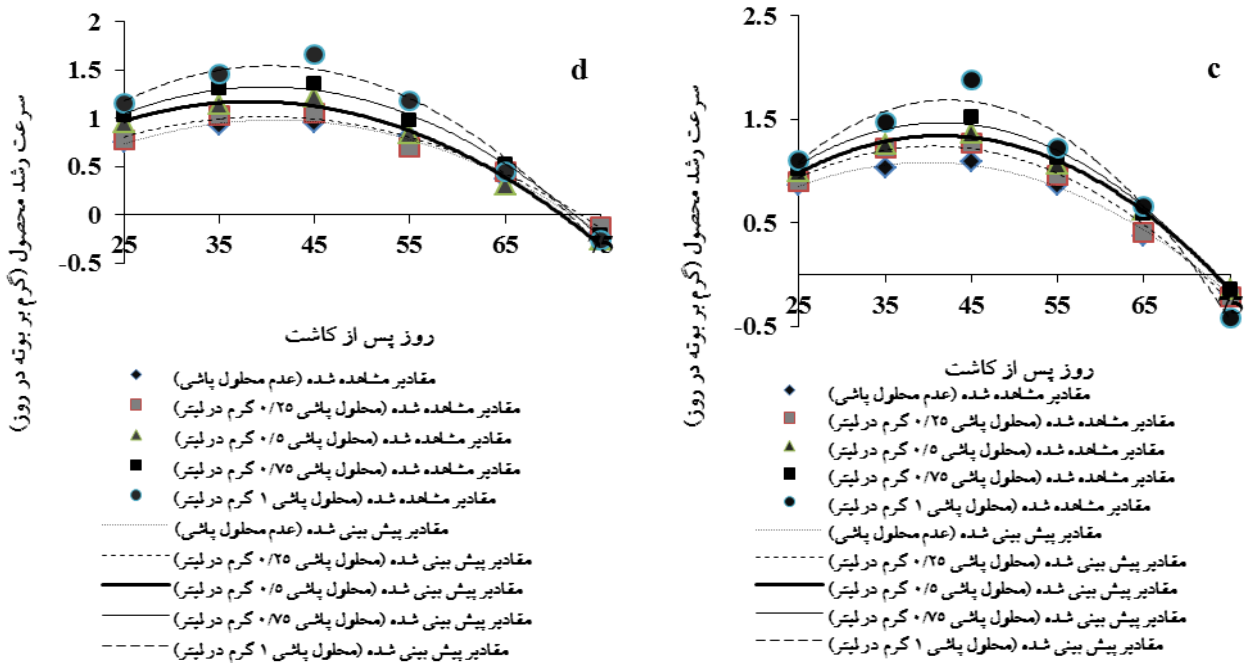 d
سرعت رشد محصول (گرم بر بوته در روز)
2
1.5
1
0.5
0
-0.5
25 35 45 55 65 75
روز پس از کاشت
مقادیر مشاهده شده (عدم محلول پاشی)
مقادیر مشاهده شده (محلول پاشی ۰/۲۵ گرم در لیتر)
مقادیر مشاهده شده (محلول پاشی ۰/۵ گرم در لیتر)
مقادیر مشاهده شده (محلول پاشی ۰/۷۵ گرم در لیتر)
مقادیر مشاهده شده (محلول پاشی ۱ گرم در لیتر)
مقادیر پیش بینی شده (عدم محلول پاشی)
مقادیر پیش بینی شده (محلول پاشی ۰/۲۵ گرم در لیتر)
مقادیر پیش بینی شده (محلول پاشی ۰/۵ گرم در لیتر)
مقادیر پیش بینی شده (محلول پاشی ۰/۷۵ گرم در لیتر)
مقادیر پیش بینی شده (محلول پاشی ۱ گرم در لیتر)
c
سرعت رشد محصول (گرم بر بوته در روز)
2.5
1.5
0.5
-0.5
25 35 45 55 65 75
روز پس از کاشت
مقادیر مشاهده شده (عدم محلول پاشی)
مقادیر مشاهده شده (محلول پاشی ۰/۲۵ گرم در لیتر)
مقادیر مشاهده شده (محلول پاشی ۰/۵ گرم در لیتر)
مقادیر مشاهده شده (محلول پاشی ۰/۷۵ گرم در لیتر)
مقادیر مشاهده شده (محلول پاشی ۱ گرم در لیتر)
مقادیر پیش بینی شده (عدم محلول پاشی)
مقادیر پیش بینی شده (محلول پاشی ۰/۲۵ گرم در لیتر)
مقادیر پیش بینی شده (محلول پاشی ۰/۵ گرم در لیتر)
مقادیر پیش بینی شده (محلول پاشی ۰/۷۵ گرم در لیتر)
مقادیر پیش بینی شده (محلول پاشی ۱ گرم در لیتر)